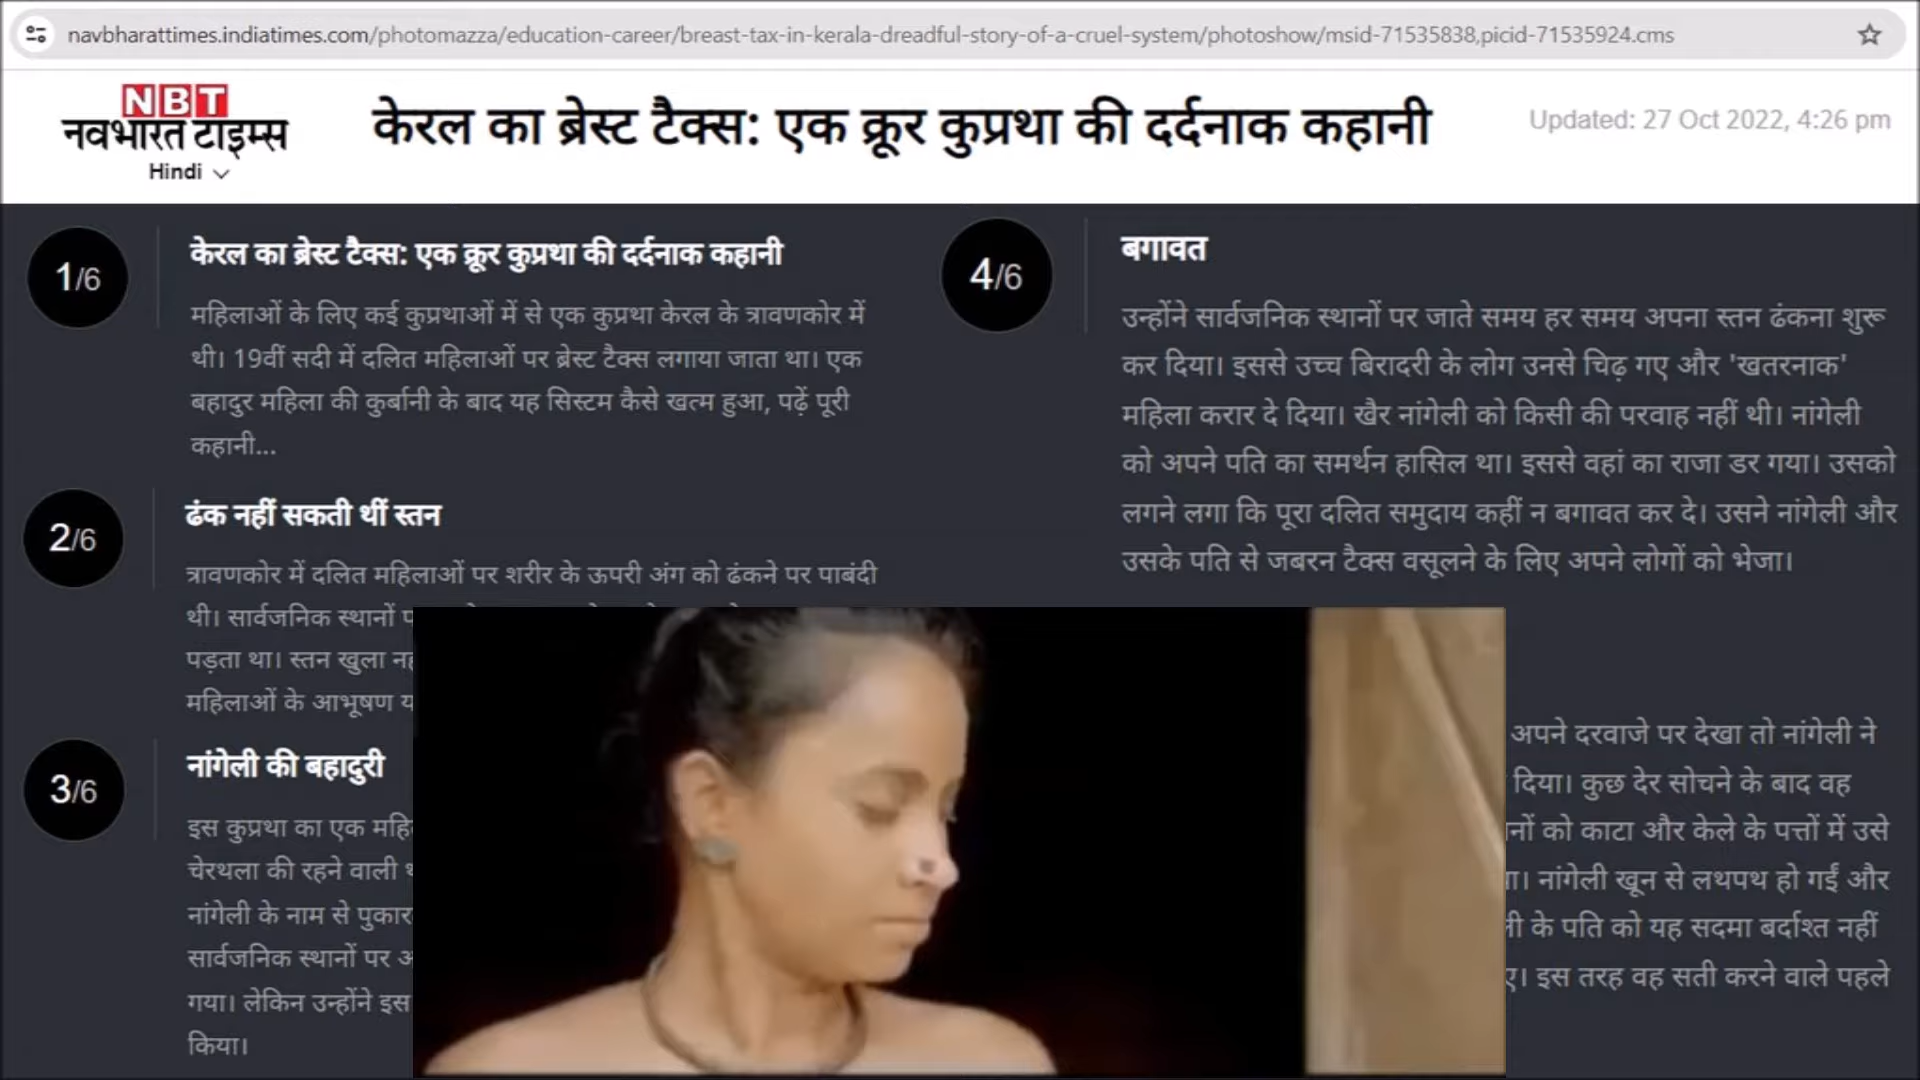 navbharattimes.indiatimes.com/photomazza/education-career/breast-tax-in-kerala-dreadful-story-of-a-cruel-system/photoshow/msid-71535838,picid-71535924.cms
NBT
नवभारत टाइम्स
Hindi
केरल का ब्रेस्ट टैक्स: एक क्रूर कुप्रथा की दर्दनाक कहानी
Updated: 27 Oct 2022, 4:26 pm
1/6
केरल का ब्रेस्ट टैक्स: एक क्रूर कुप्रथा की दर्दनाक कहानी
महिलाओं के लिए कई कुप्रथाओं में से एक कुप्रथा केरल के त्रावणकोर में
थी। 19वीं सदी में दलित महिलाओं पर ब्रेस्ट टैक्स लगाया जाता था। एक
बहादुर महिला की कुर्बानी के बाद यह सिस्टम कैसे खत्म हुआ, पढ़ें पूरी
कहानी...
2/6
ढंक नहीं सकती थीं स्तन
त्रावणकोर में दलित महिलाओं पर शरीर के ऊपरी अंग को ढंकने पर पाबंदी
थी। सार्वजनिक स्थानों
पड़ता था। स्तन खुला
महिलाओं के आभूषण
3/6
नांगेली की बहादुरी
इस कुप्रथा का एक
चेरथला की रहने वाली
नांगेली के नाम से पुकार
सार्वजनिक स्थानों पर
गया। लेकिन उन्होंने इस
किया।
4/6
बगावत
उन्होंने सार्वजनिक स्थानों पर जाते समय हर समय अपना स्तन ढंकना शुरू
कर दिया। इससे उच्च बिरादरी के लोग उनसे चिढ़ गए और 'खतरनाक'
महिला करार दे दिया। खैर नांगेली को किसी की परवाह नहीं थी। नांगेली
को अपने पति का समर्थन हासिल था। इससे वहां का राजा डर गया। उसको
लगने लगा कि पूरा दलित समुदाय कहीं न बगावत कर दे। उसने नांगेली और
उसके पति से जबरन टैक्स वसूलने के लिए अपने लोगों को भेजा।
अपने दरवाजे पर देखा तो नांगेली ने
दिया। कुछ देर सोचने के बाद वह
को काटा और केले के पत्तों में उसे
नांगेली खून से लथपथ हो गईं और
के पति को यह सदमा बर्दाश्त नहीं
इस तरह वह सती करने वाले पहले